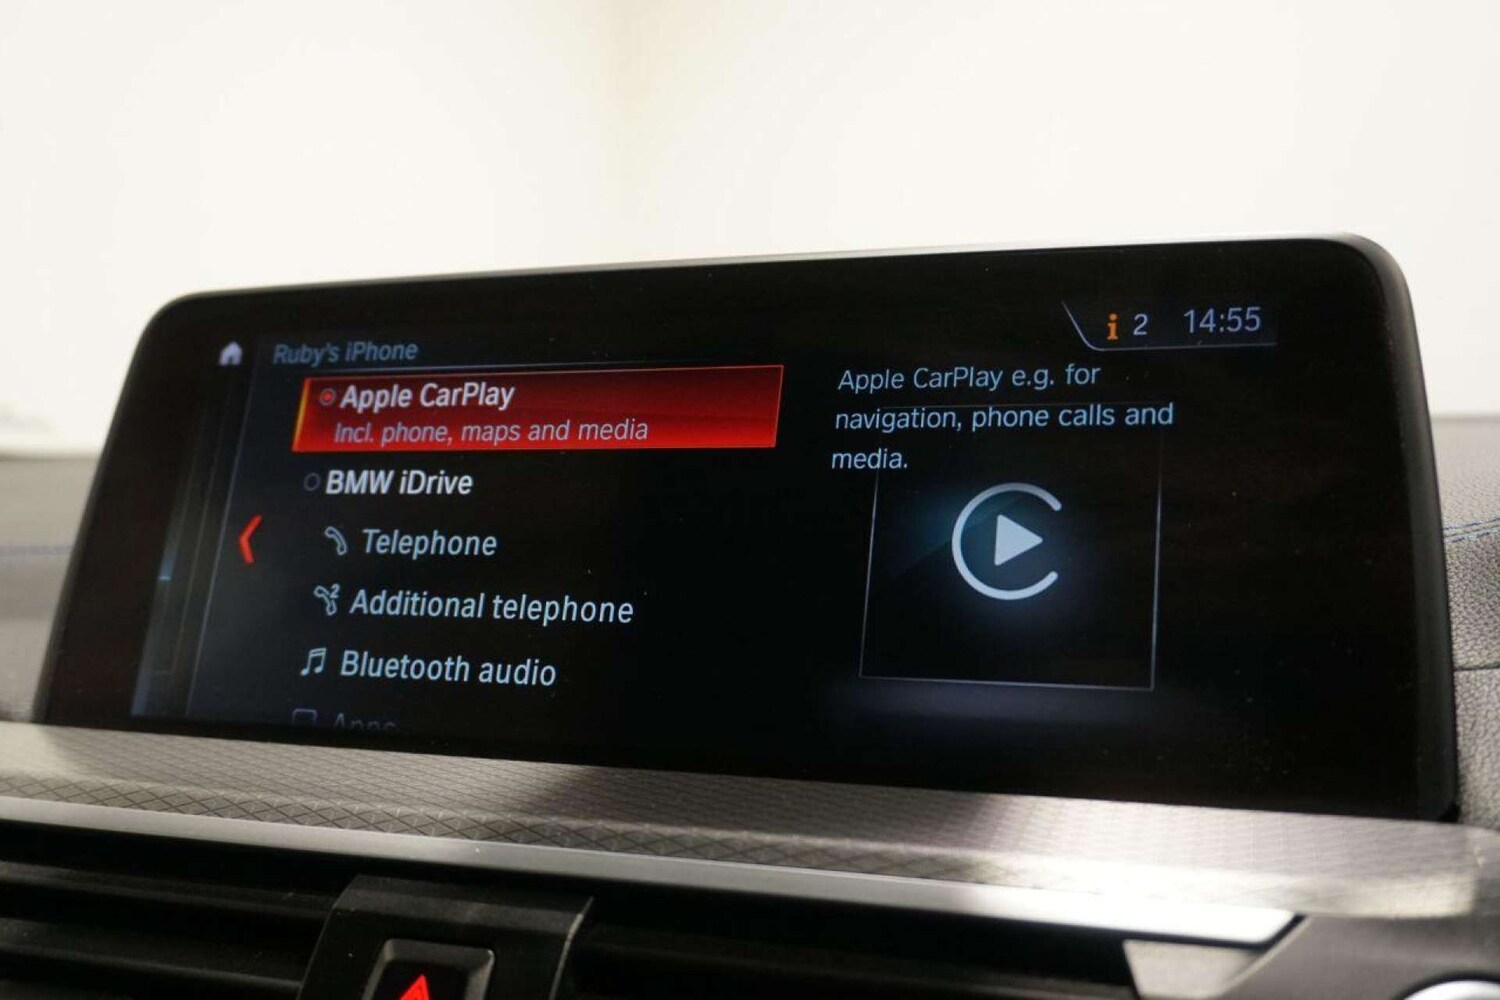 Ruby's iPhone
i 2 14:55
Apple CarPlay
Incl. phone, maps and media
BMW iDrive
Telephone
Additional telephone
Bluetooth audio
Apps
Apple CarPlay e.g. for
navigation, phone calls and
media.